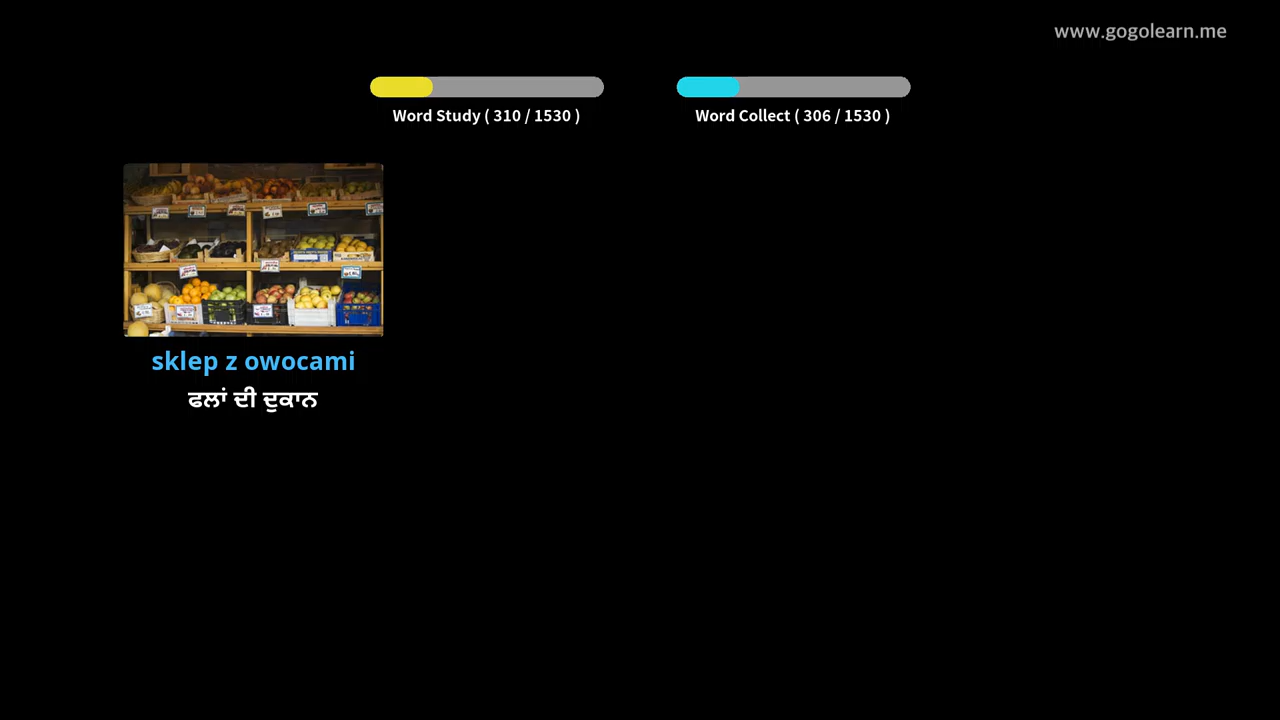 www.gogolearn.me
Word Study ( 310 / 1530 )
Word Collect ( 306 / 1530 )
sklep z owocami
ਫਲਾਂ ਦੀ ਦੁਕਾਨ